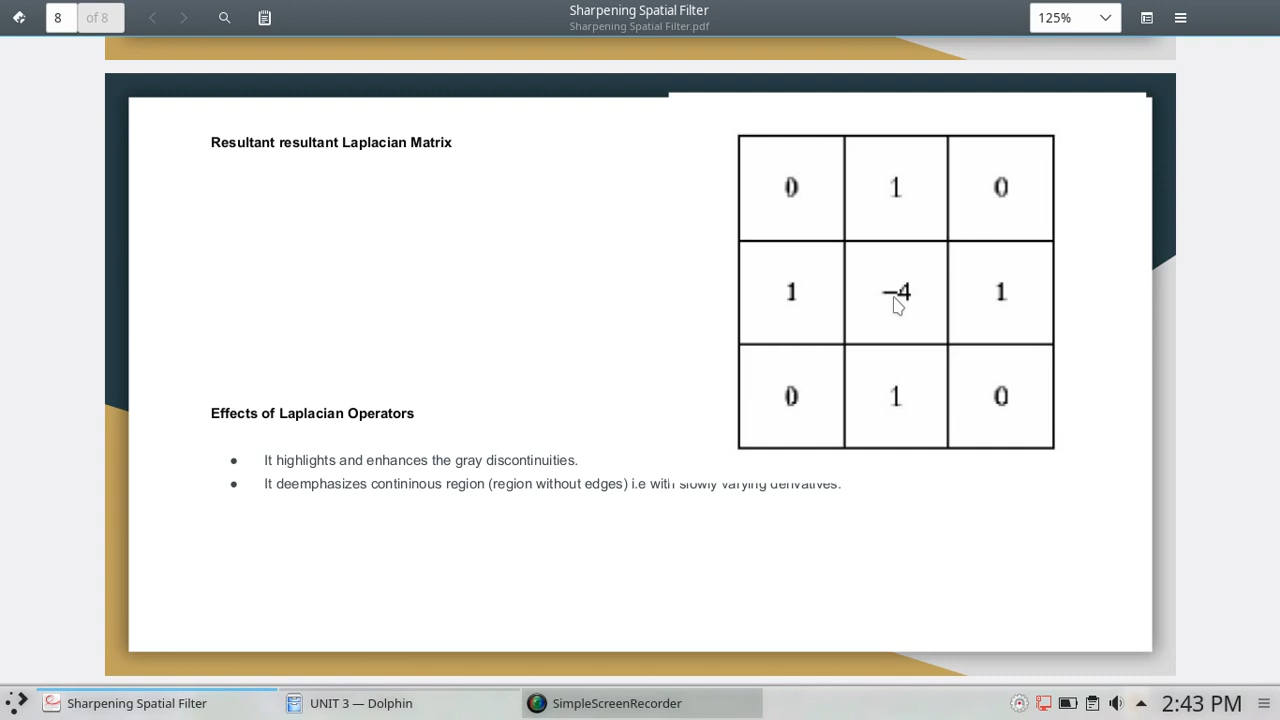 8 of 8
Sharpening Spatial Filter
Sharpening Spatial Filter.pdf
125%
Resultant resultant Laplacian Matrix
0 1 0
1 −4 1
0 1 0
Effects of Laplacian Operators
● It highlights and enhances the gray discontinuities.
● It deemphasizes contininous region (region without edges) i.e with slowly varying derivatives.
Sharpening Spatial Filter
UNIT 3 — Dolphin
SimpleScreenRecorder
2:43 PM